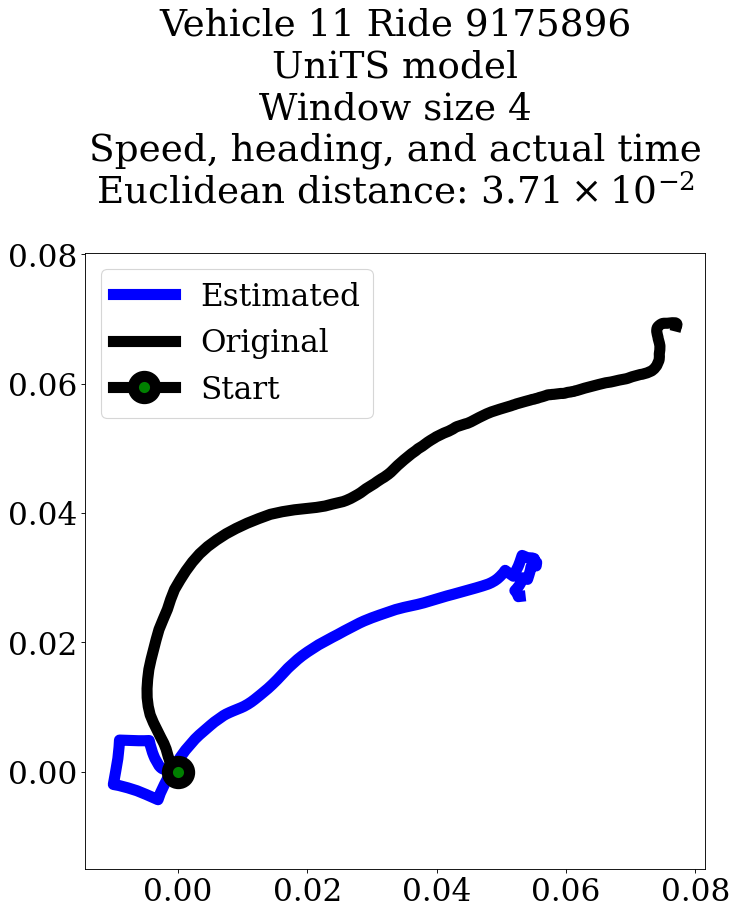 Vehicle 11 Ride 9175896
UniTS model
Window size 4
Speed, heading, and actual time
Euclidean distance: 3.71 × 10⁻²
0.08
0.06
0.04
0.02
0.00
Estimated
Original
Start
0.00 0.02 0.04 0.06 0.08